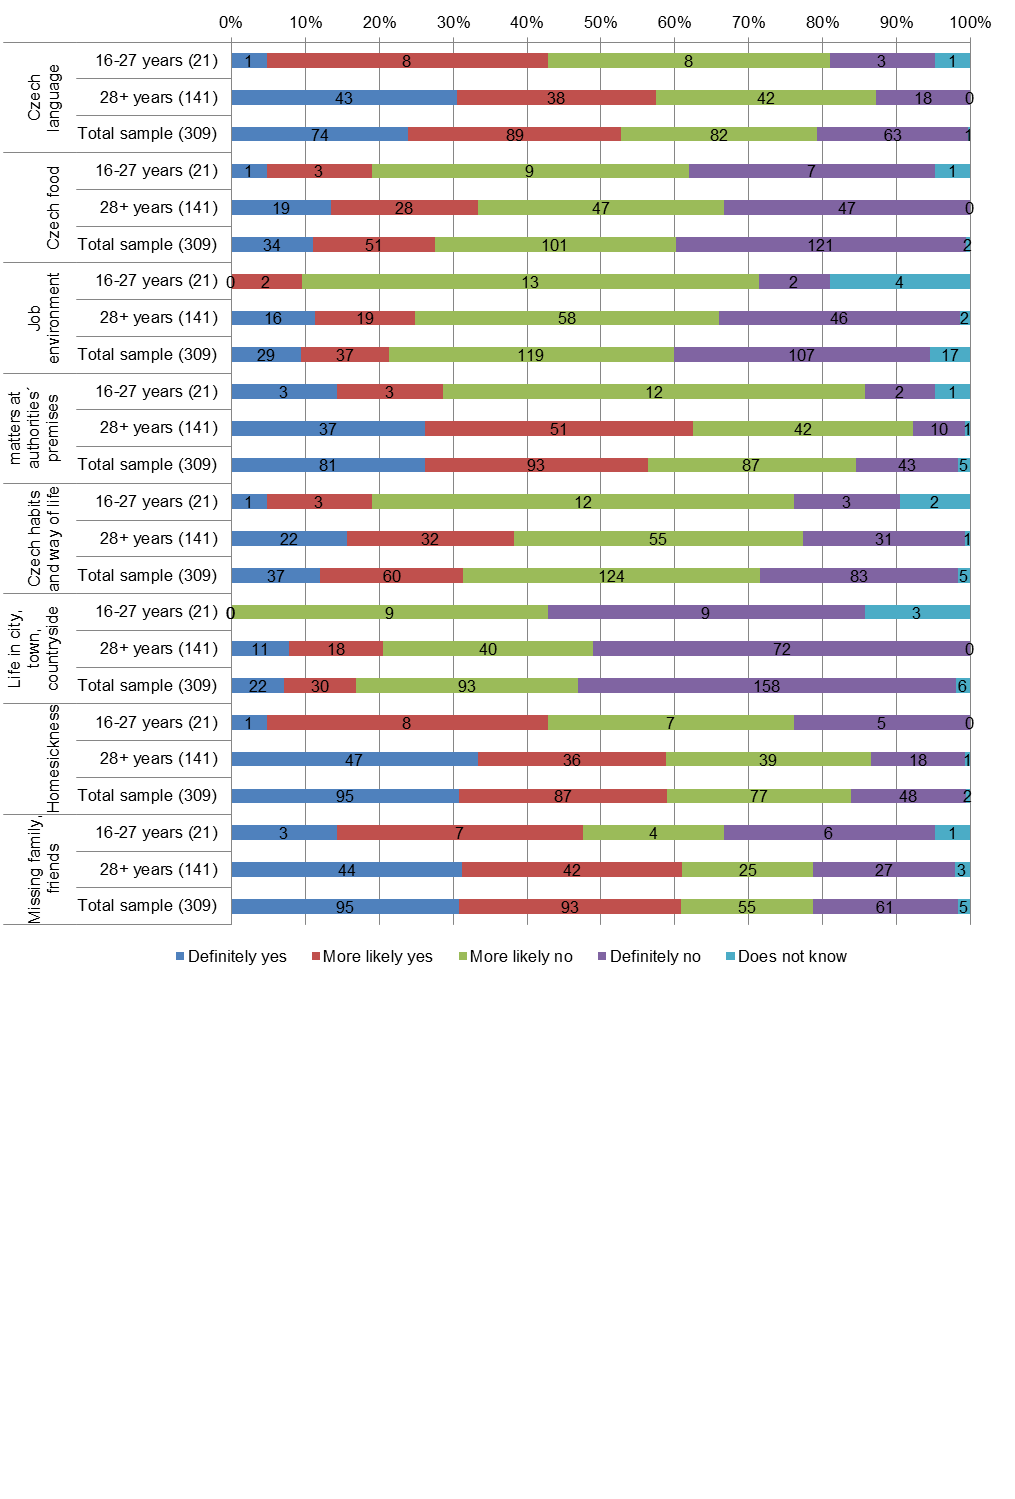 0% 10% 20% 30% 40% 50% 60% 70% 80% 90% 100%
Czech
language
16-27 years (21) 1 8 8 3 1
28+ years (141) 43 38 42 18 0
Total sample (309) 74 89 82 63 1
Czech food
16-27 years (21) 1 3 9 7 1
28+ years (141) 19 28 47 47 0
Total sample (309) 34 51 101 121 2
Job
environment
16-27 years (21) 0 2 13 2 4
28+ years (141) 16 19 58 46 2
Total sample (309) 29 37 119 107 17
matters at
authorities´
premises
16-27 years (21) 3 3 12 2 1
28+ years (141) 37 51 42 10 1
Total sample (309) 81 93 87 43 5
Czech habits
and way of life
16-27 years (21) 1 3 12 3 2
28+ years (141) 22 32 55 31 1
Total sample (309) 37 60 124 83 5
Life in city,
town,
countryside
16-27 years (21) 0 9 9 3
28+ years (141) 11 18 40 72 0
Total sample (309) 22 30 93 158 6
Homesickness
16-27 years (21) 1 8 7 5 0
28+ years (141) 47 36 39 18 1
Total sample (309) 95 87 77 48 2
Missing family,
friends
16-27 years (21) 3 7 4 6 1
28+ years (141) 44 42 25 27 3
Total sample (309) 95 93 55 61 5
Definitely yes More likely yes More likely no Definitely no Does not know